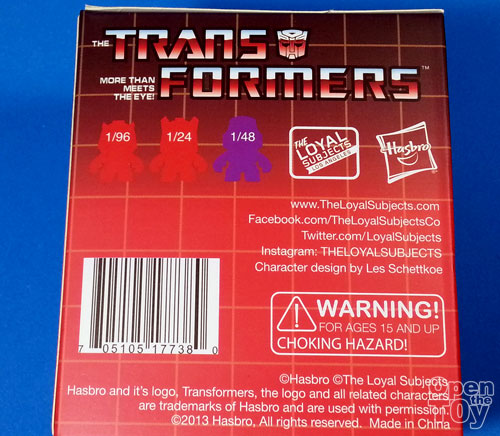 THE TRANS
MORE THAN
MEETS
THE EYE!
FORMERS™
1/96 1/24 1/48
THE
LOYAL
SUBJECTS
LOS ANGELES
Hasbro
www.TheLoyalSubjects.com
Facebook.com/TheLoyalSubjectsCo
Twitter.com/LoyalSubjects
Instagram: THELOYALSUBJECTS
Character design by Les Schettkoe
WARNING!
FOR AGES 15 AND UP
CHOKING HAZARD!
7 05105 17738 0
©Hasbro ©The Loyal Subjects
Hasbro and it's logo, Transformers, the logo and all related characters
are trademarks of Hasbro and are used with permission.
©2013 Hasbro, All rights reserved. Made in China
open
the
tOy